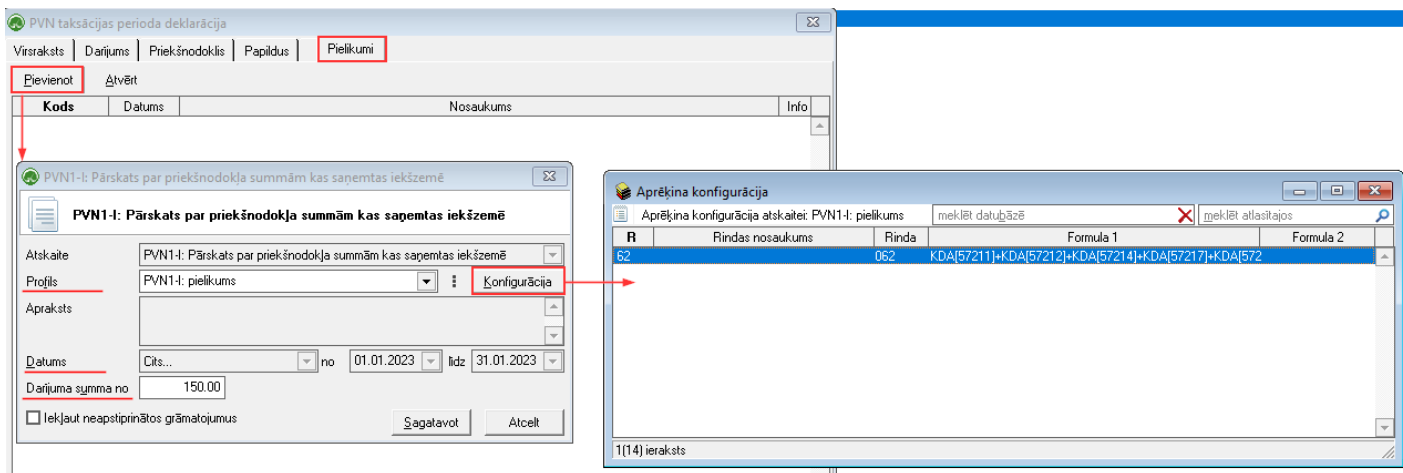 PVN taksācijas perioda deklarācija
Virsraksts Darījums Priekšnodoklis Papildus Pielikumi
Pievienot Atvērt
Kods Datums Nosaukums Info
PVN1-I: Pārskats par priekšnodokļa summām kas saņemtas iekšzemē
PVN1-I: Pārskats par priekšnodokļa summām kas saņemtas iekšzemē
Atskaite PVN1-I: Pārskats par priekšnodokļa summām kas saņemtas iekšzemē
Profils PVN1-I: pielikums Konfigurācija
Apraksts
Datums Cits... no 01.01.2023 līdz 31.01.2023
Darījuma summa no 150.00
Iekļaut neapstiprinātos grāmatojumus Sagatavot Atcelt
Aprēķina konfigurācija
Aprēķina konfigurācija atskaitei: PVN1-I: pielikums meklēt datubāzē meklēt atlasītajos
R Rindas nosaukums Rinda Formula 1 Formula 2
62 062 KDA[57211]+KDA[57212]+KDA[57214]+KDA[57217]+KDA[572
1(14) ieraksts